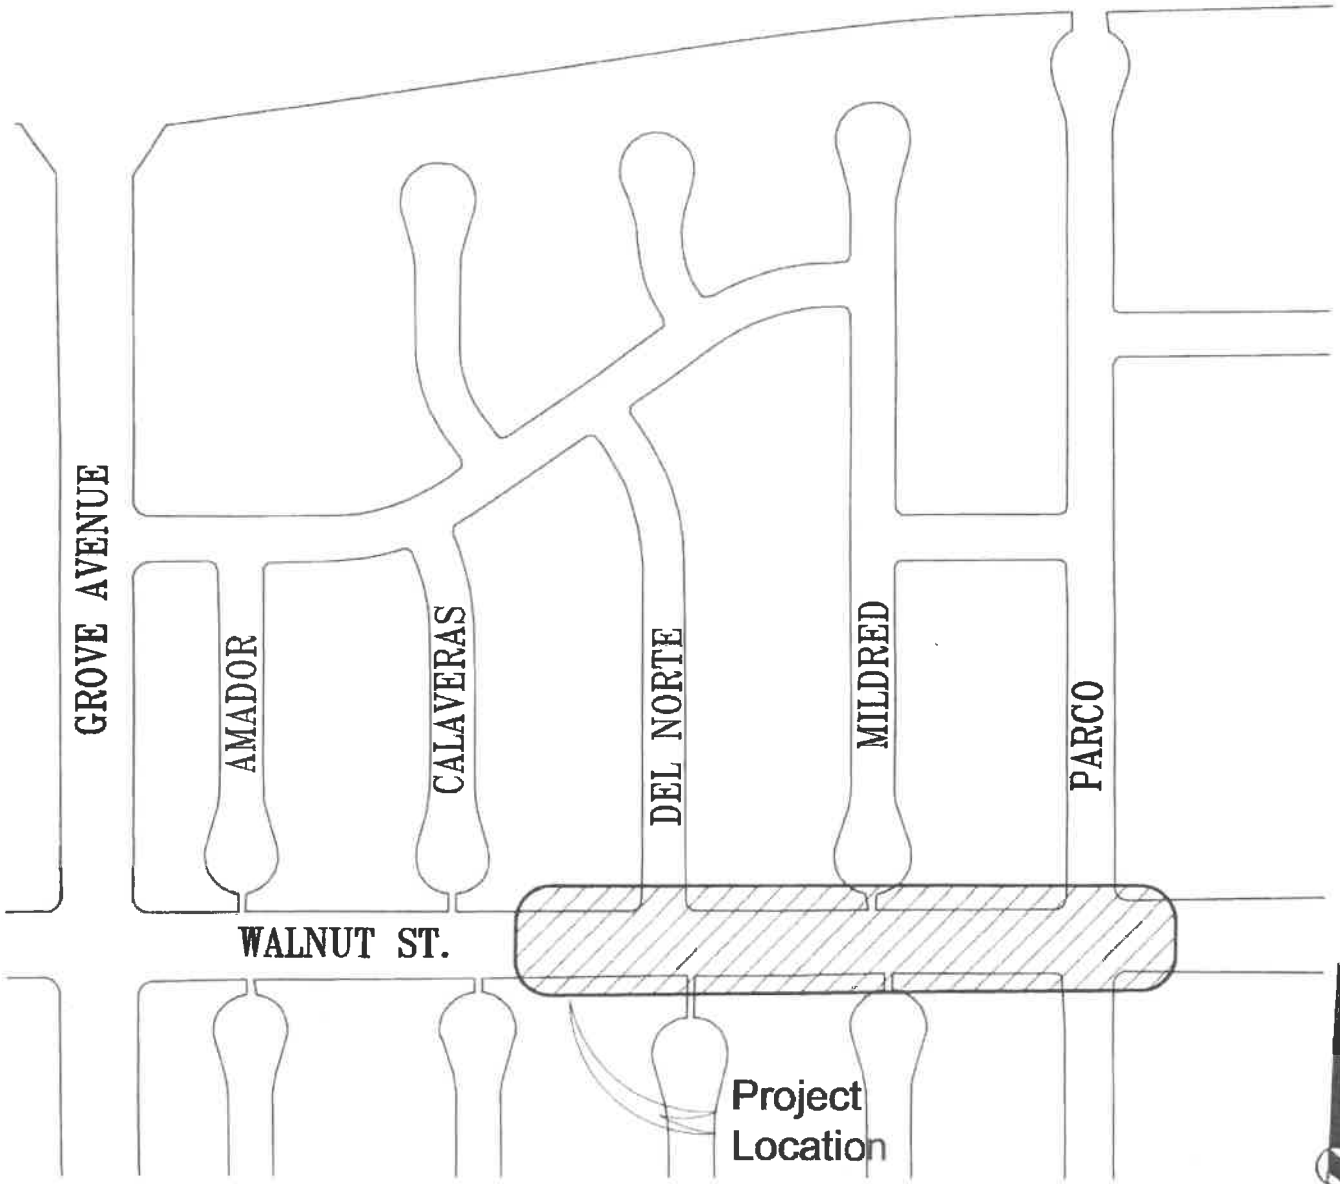 GROVE AVENUE
AMADOR
CALAVERAS
DEL NORTE
MILDRED
PARCO
WALNUT ST.
Project
Location